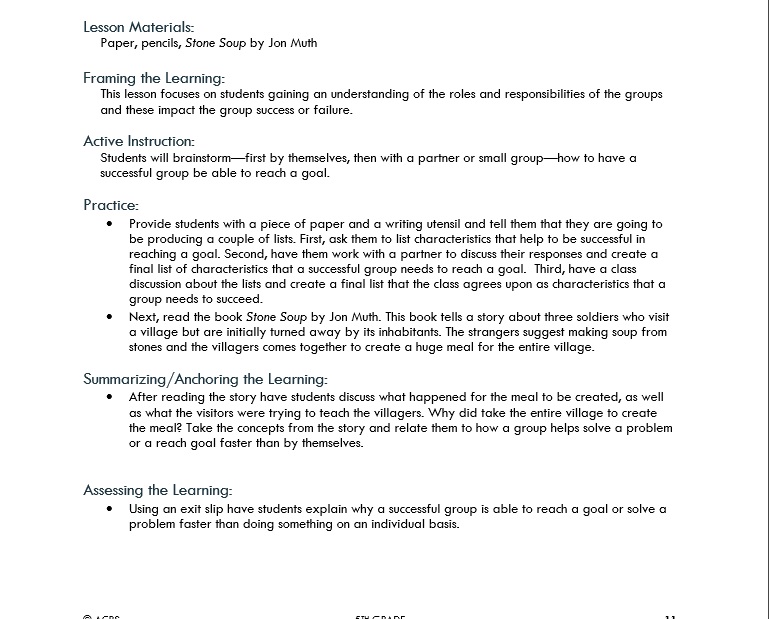 Lesson Materials:
Paper, pencils, Stone Soup by Jon Muth
Framing the Learning:
This lesson focuses on students gaining an understanding of the roles and responsibilities of the groups
and these impact the group success or failure.
Active Instruction:
Students will brainstorm—first by themselves, then with a partner or small group—how to have a
successful group be able to reach a goal.
Practice:
• Provide students with a piece of paper and a writing utensil and tell them that they are going to
be producing a couple of lists. First, ask them to list characteristics that help to be successful in
reaching a goal. Second, have them work with a partner to discuss their responses and create a
final list of characteristics that a successful group needs to reach a goal. Third, have a class
discussion about the lists and create a final list that the class agrees upon as characteristics that a
group needs to succeed.
• Next, read the book Stone Soup by Jon Muth. This book tells a story about three soldiers who visit
a village but are initially turned away by its inhabitants. The strangers suggest making soup from
stones and the villagers comes together to create a huge meal for the entire village.
Summarizing/Anchoring the Learning:
• After reading the story have students discuss what happened for the meal to be created, as well
as what the visitors were trying to teach the villagers. Why did take the entire village to create
the meal? Take the concepts from the story and relate them to how a group helps solve a problem
or a reach goal faster than by themselves.
Assessing the Learning:
• Using an exit slip have students explain why a successful group is able to reach a goal or solve a
problem faster than doing something on an individual basis.
© ACPS 5TH GRADE 11